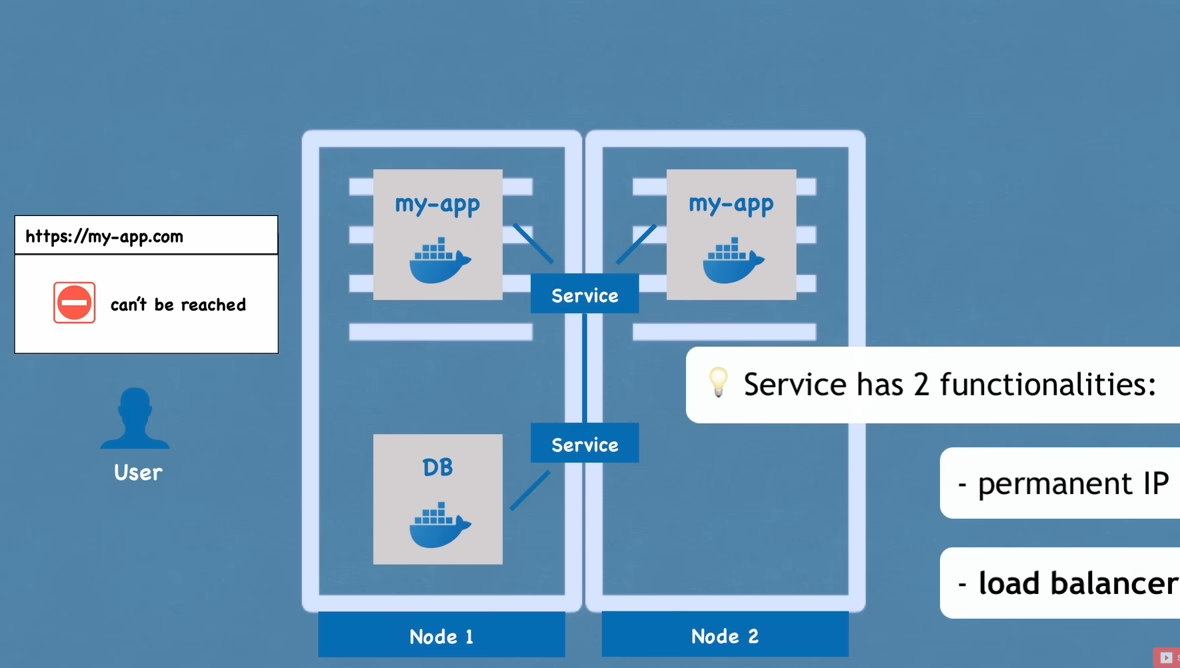 my-app
my-app
https://my-app.com
can't be reached
Service
Service has 2 functionalities:
Service
DB
User
- permanent IP
- load balancer
Node 1
Node 2